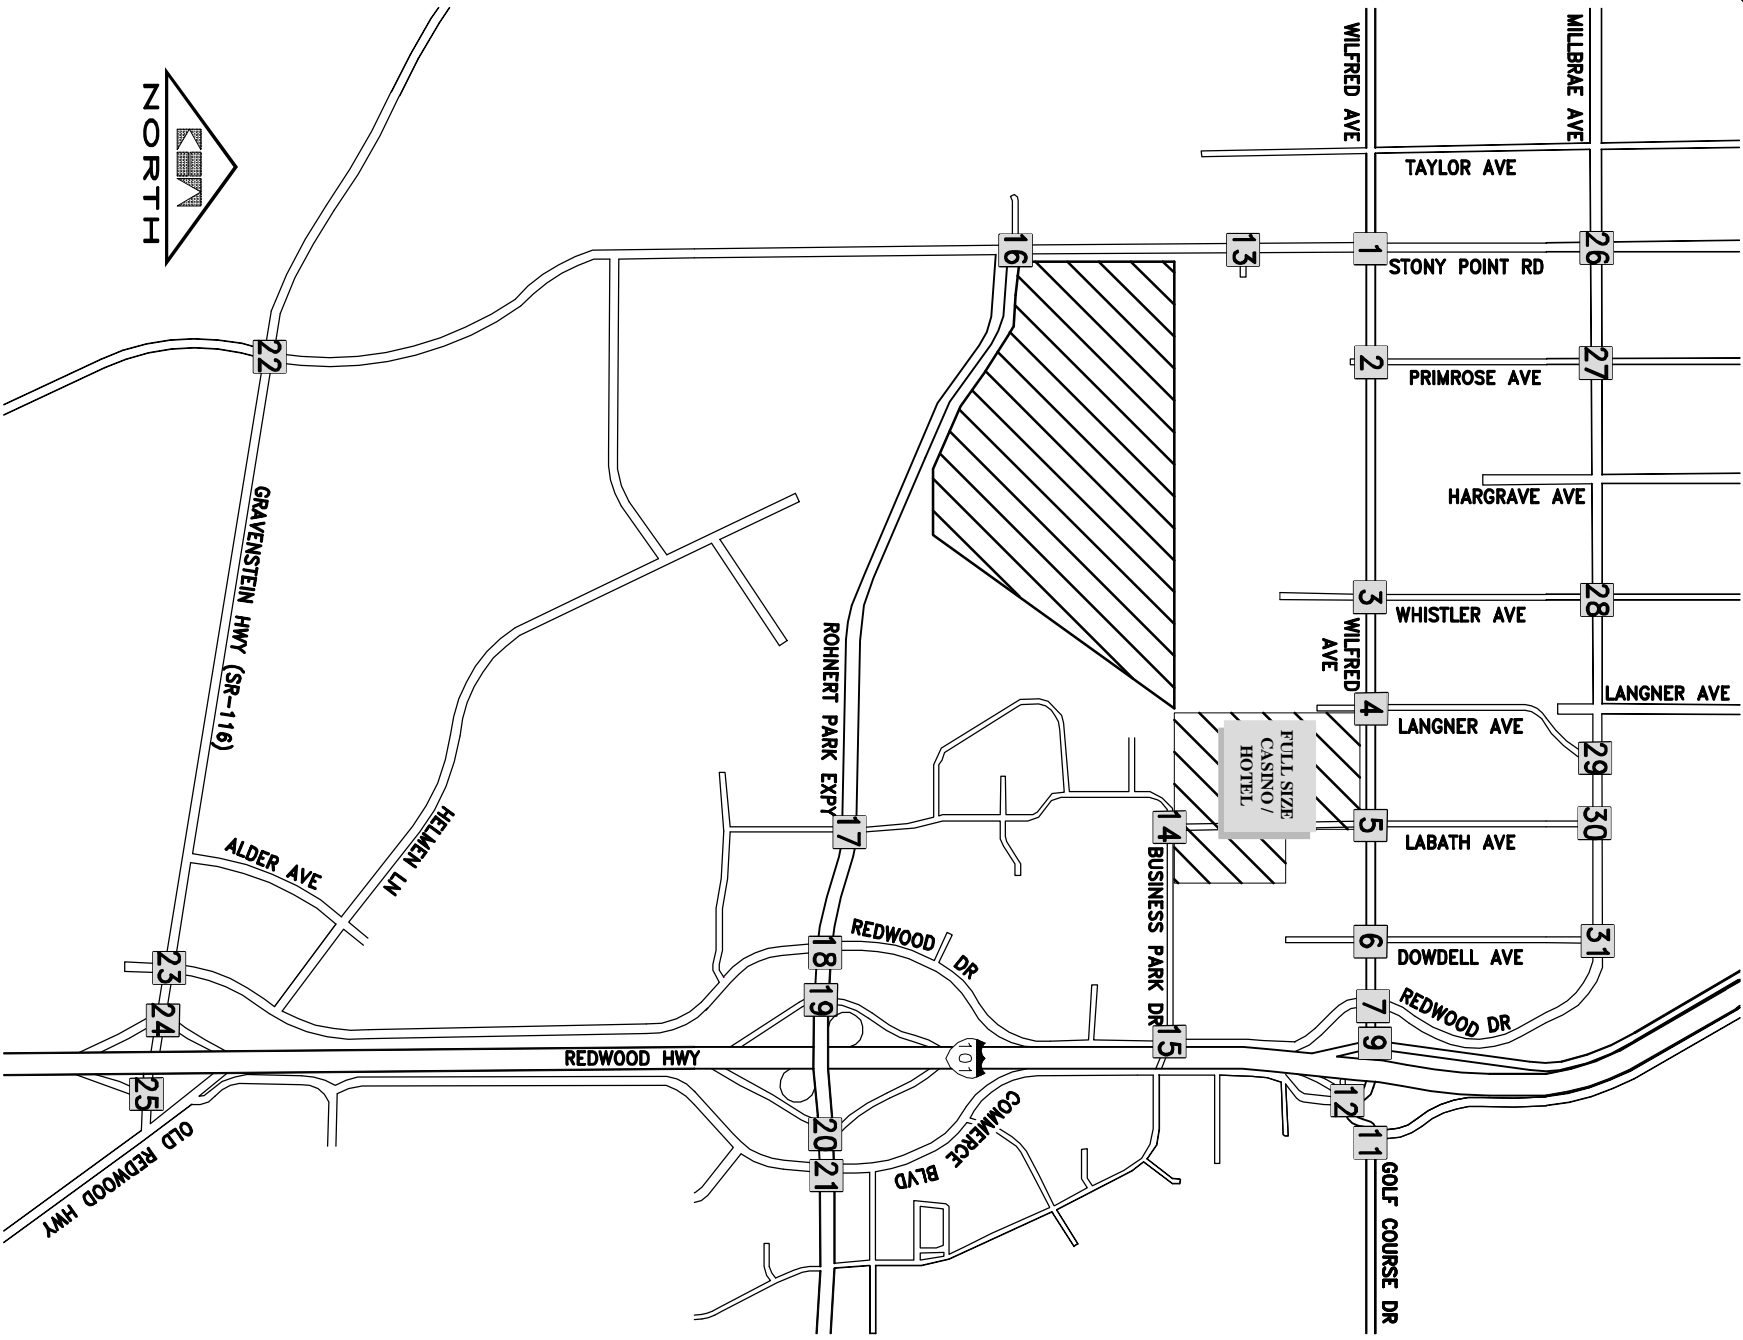 WILFRED AVE
MILLBRAE AVE
TAYLOR AVE
NORTH
26
16
13
1
STONY POINT RD
22
2
27
PRIMROSE AVE
HARGRAVE AVE
GRAVENSTEIN HWY (SR-116)
3
28
WHISTLER AVE
ROHNERT PARK EXPY
WILFRED
AVE
4
LANGNER AVE
LANGNER AVE
29
FULL SIZE
CASINO /
HOTEL
17
14
5
30
LABATH AVE
HELMEN LN
ALDER AVE
BUSINESS PARK DR
REDWOOD DR
18
6
31
DOWDELL AVE
23
24
19
7
REDWOOD DR
15
9
REDWOOD HWY
101
25
12
COMMERCE BLVD
20
11
21
OLD REDWOOD HWY
GOLF COURSE DR